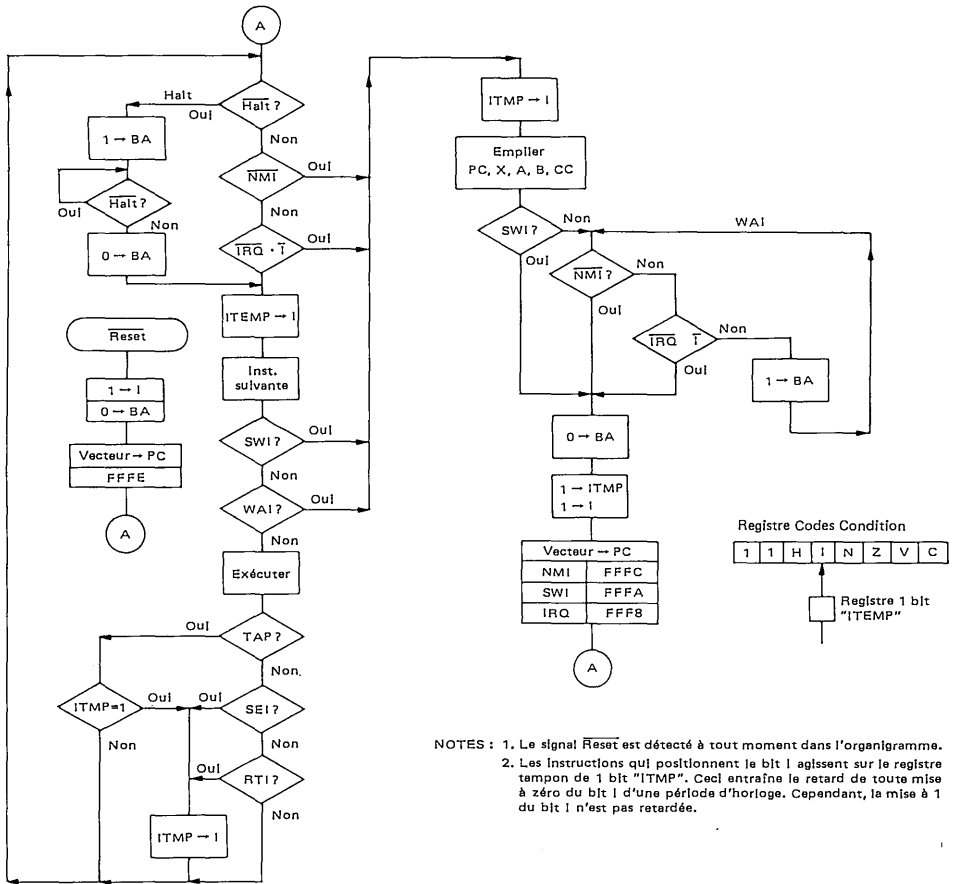 A
Halt
Halt ?
Oui
Non
1 → BA
NMI
Oui
Non
Halt ?
Oui
Non
IRQ · I
Oui
Non
0 → BA
ITEMP → I
Reset
Inst.
suivante
1 → I
0 → BA
SWI ?
Oui
Non
Vecteur → PC
FFFE
A
WAI ?
Oui
Non
Exécuter
TAP ?
Oui
Non.
ITMP=1
Oui
Non
SEI ?
Oui
Non
RTI ?
Oui
Non
ITMP → I
ITMP → I
Empiler
PC, X, A, B, CC
SWI ?
Non
Oui
WAI
NMI ?
Non
Oui
IRQ I
Non
Oui
1 → BA
0 → BA
1 → ITMP
1 → I
Vecteur → PC
NMI FFFC
SWI FFFA
IRQ FFF8
A
Registre Codes Condition
1 1 H I N Z V C
Registre 1 bit
"ITEMP"
NOTES : 1. Le signal Reset est détecté à tout moment dans l'organigramme.
2. Les instructions qui positionnent le bit I agissent sur le registre
tampon de 1 bit "ITMP". Ceci entraîne le retard de toute mise
à zéro du bit I d'une période d'horloge. Cependant, la mise à 1
du bit I n'est pas retardée.